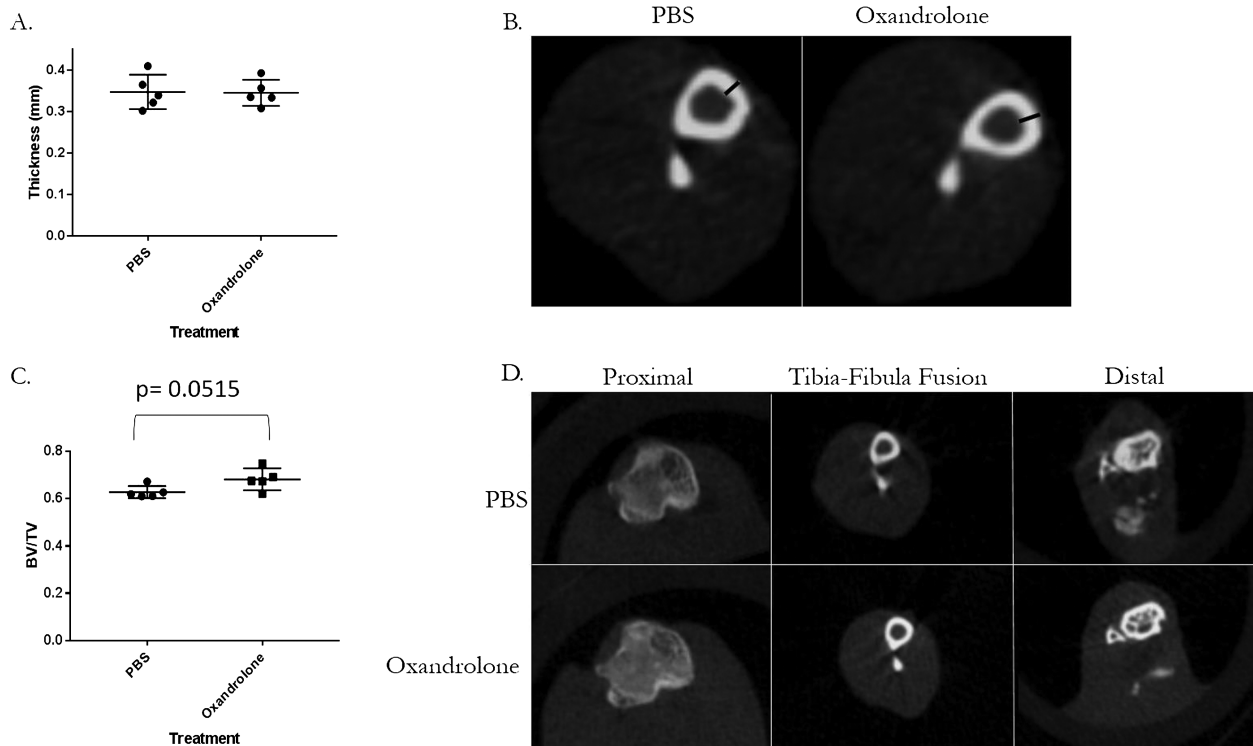 A.
Thickness (mm)
0.4
0.3
0.2
0.1
0.0
PBS
Oxandrolone
Treatment
B.
PBS
Oxandrolone
C.
p= 0.0515
BV/TV
0.8
0.6
0.4
0.2
0.0
PBS
Oxandrolone
Treatment
D.
Proximal
Tibia-Fibula Fusion
Distal
PBS
Oxandrolone